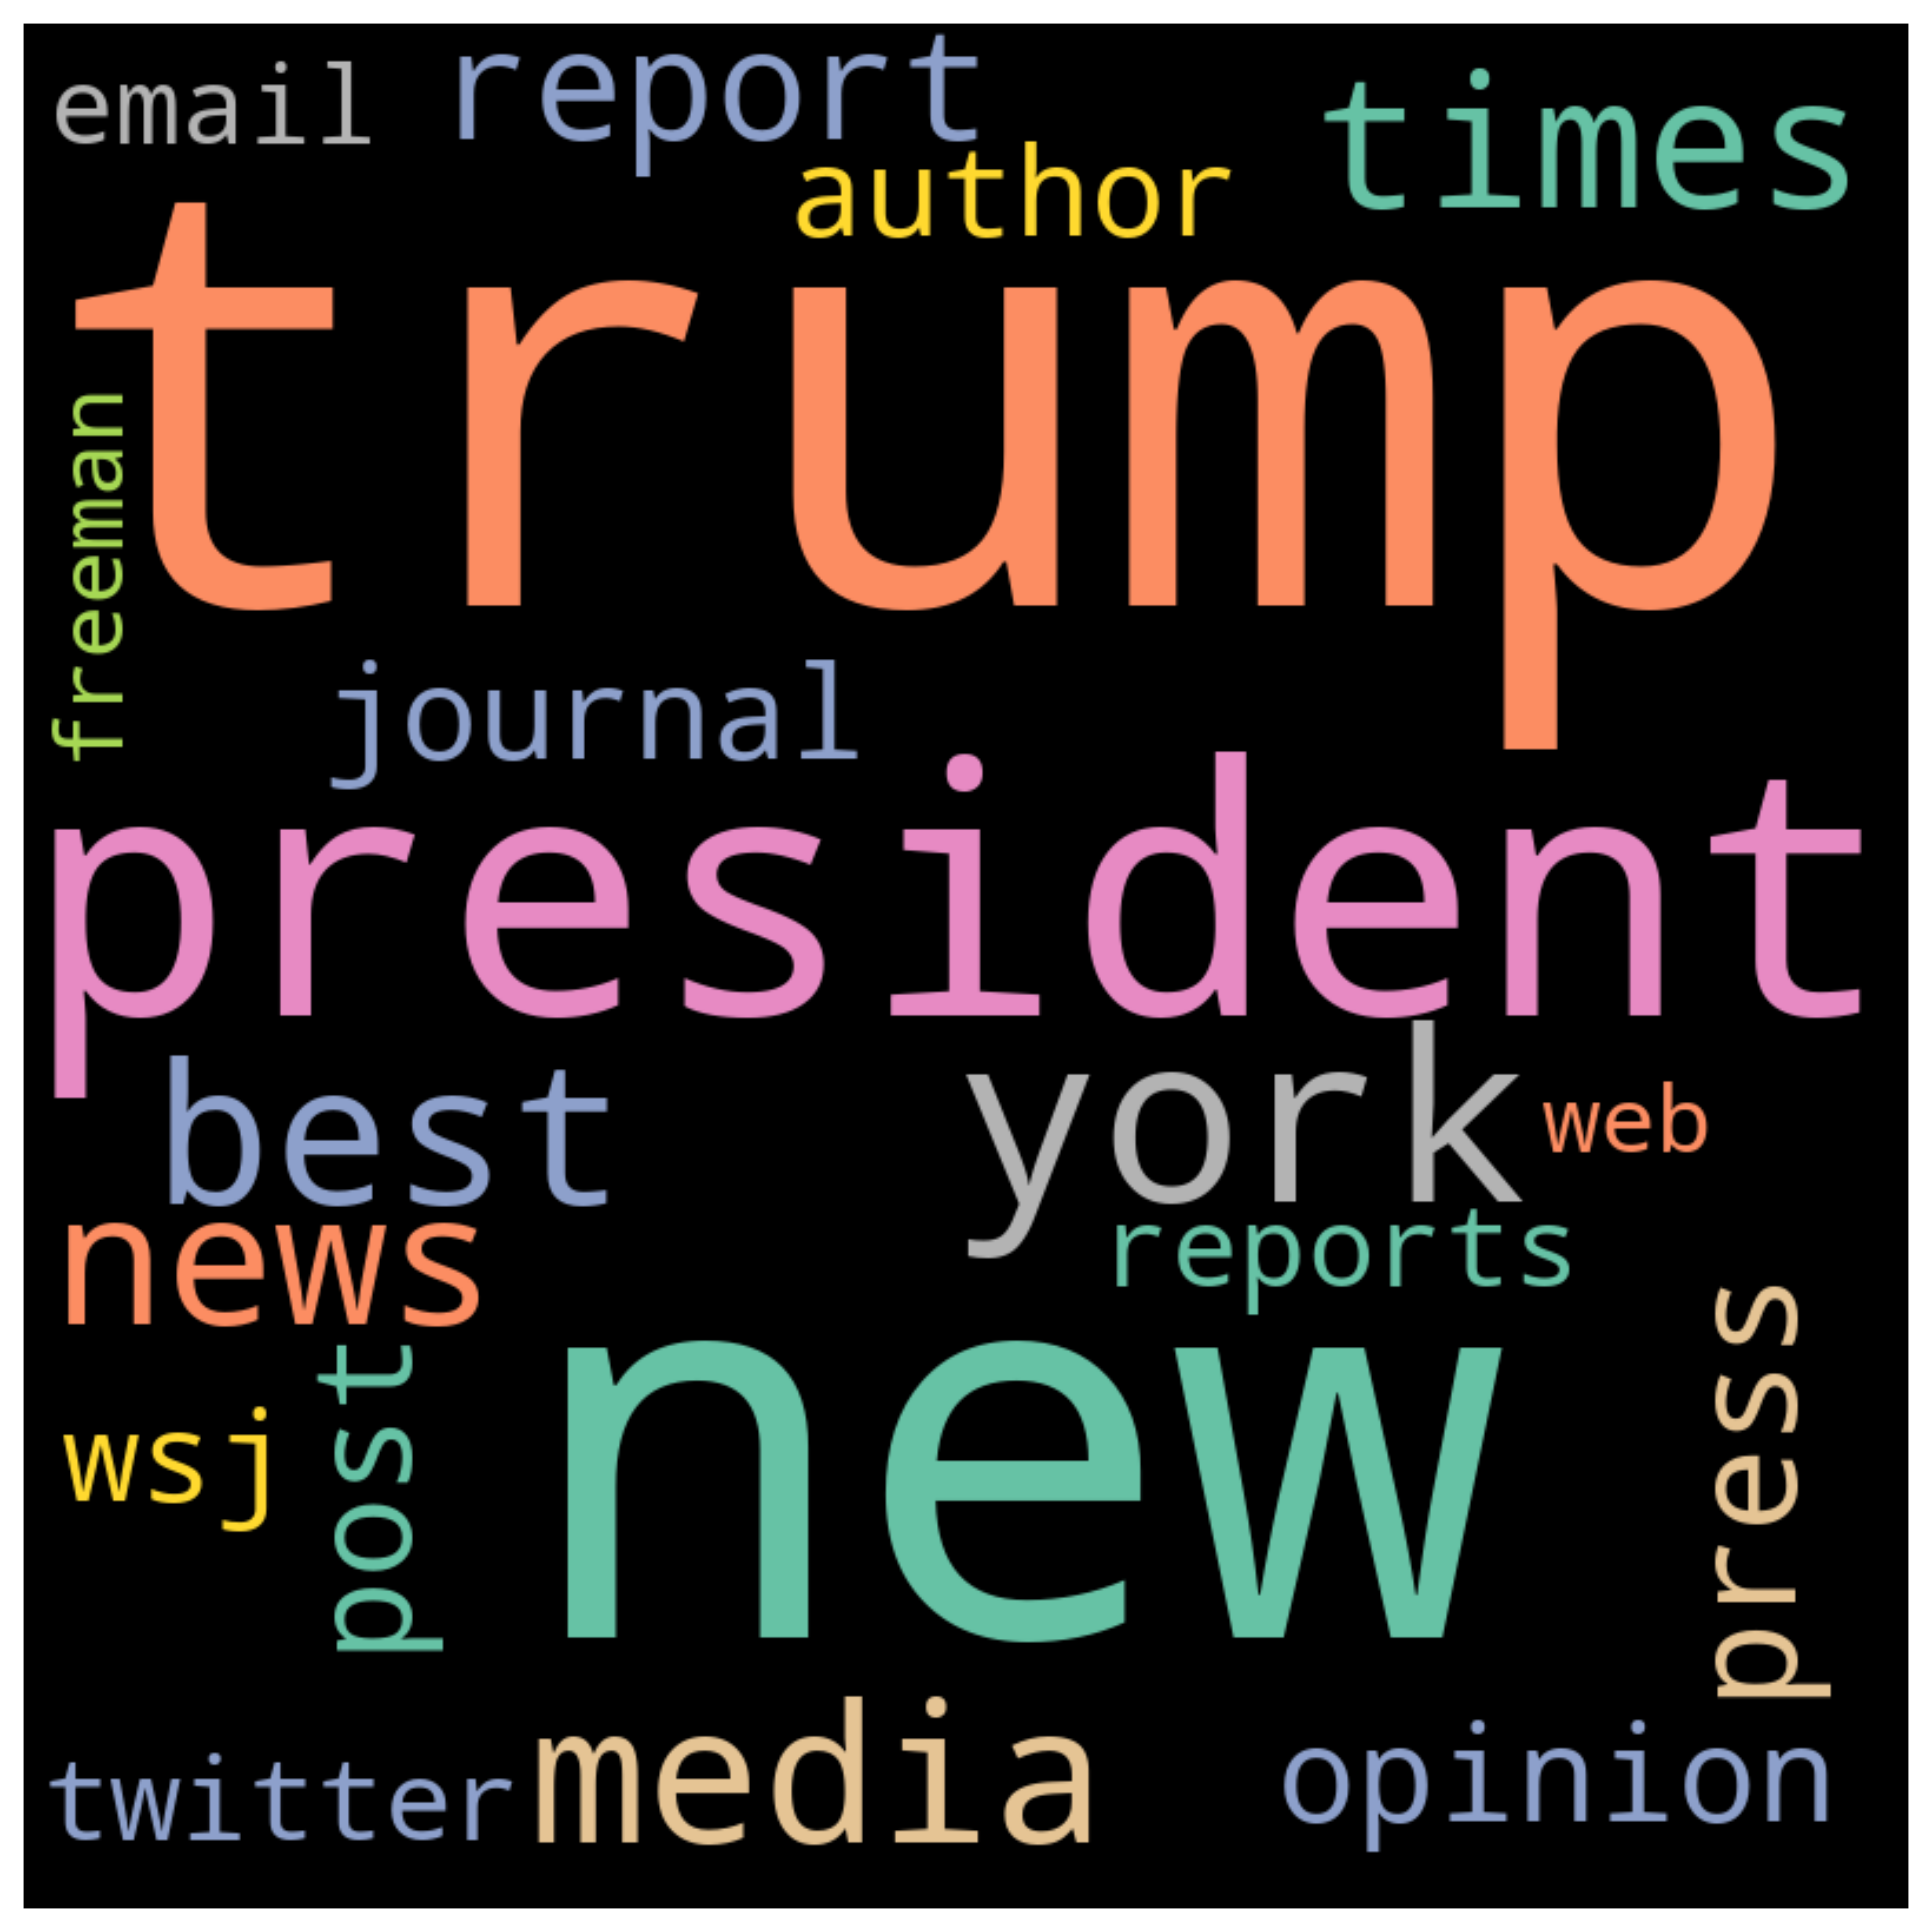 email
report
times
author
trump
freeman
journal
president
best
york
web
news
reports
new
post
wsj
press
media
twitter
opinion